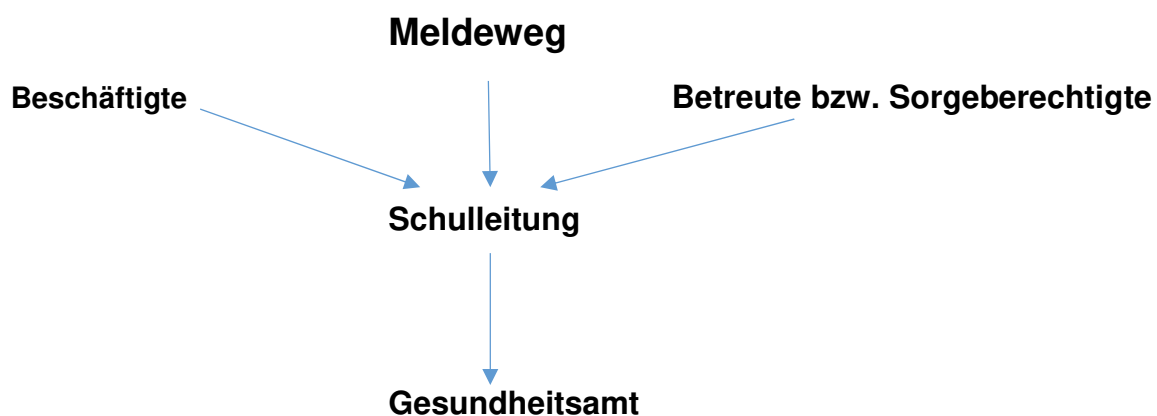 Meldeweg
Beschäftigte
Betreute bzw. Sorgeberechtigte
Schulleitung
Gesundheitsamt